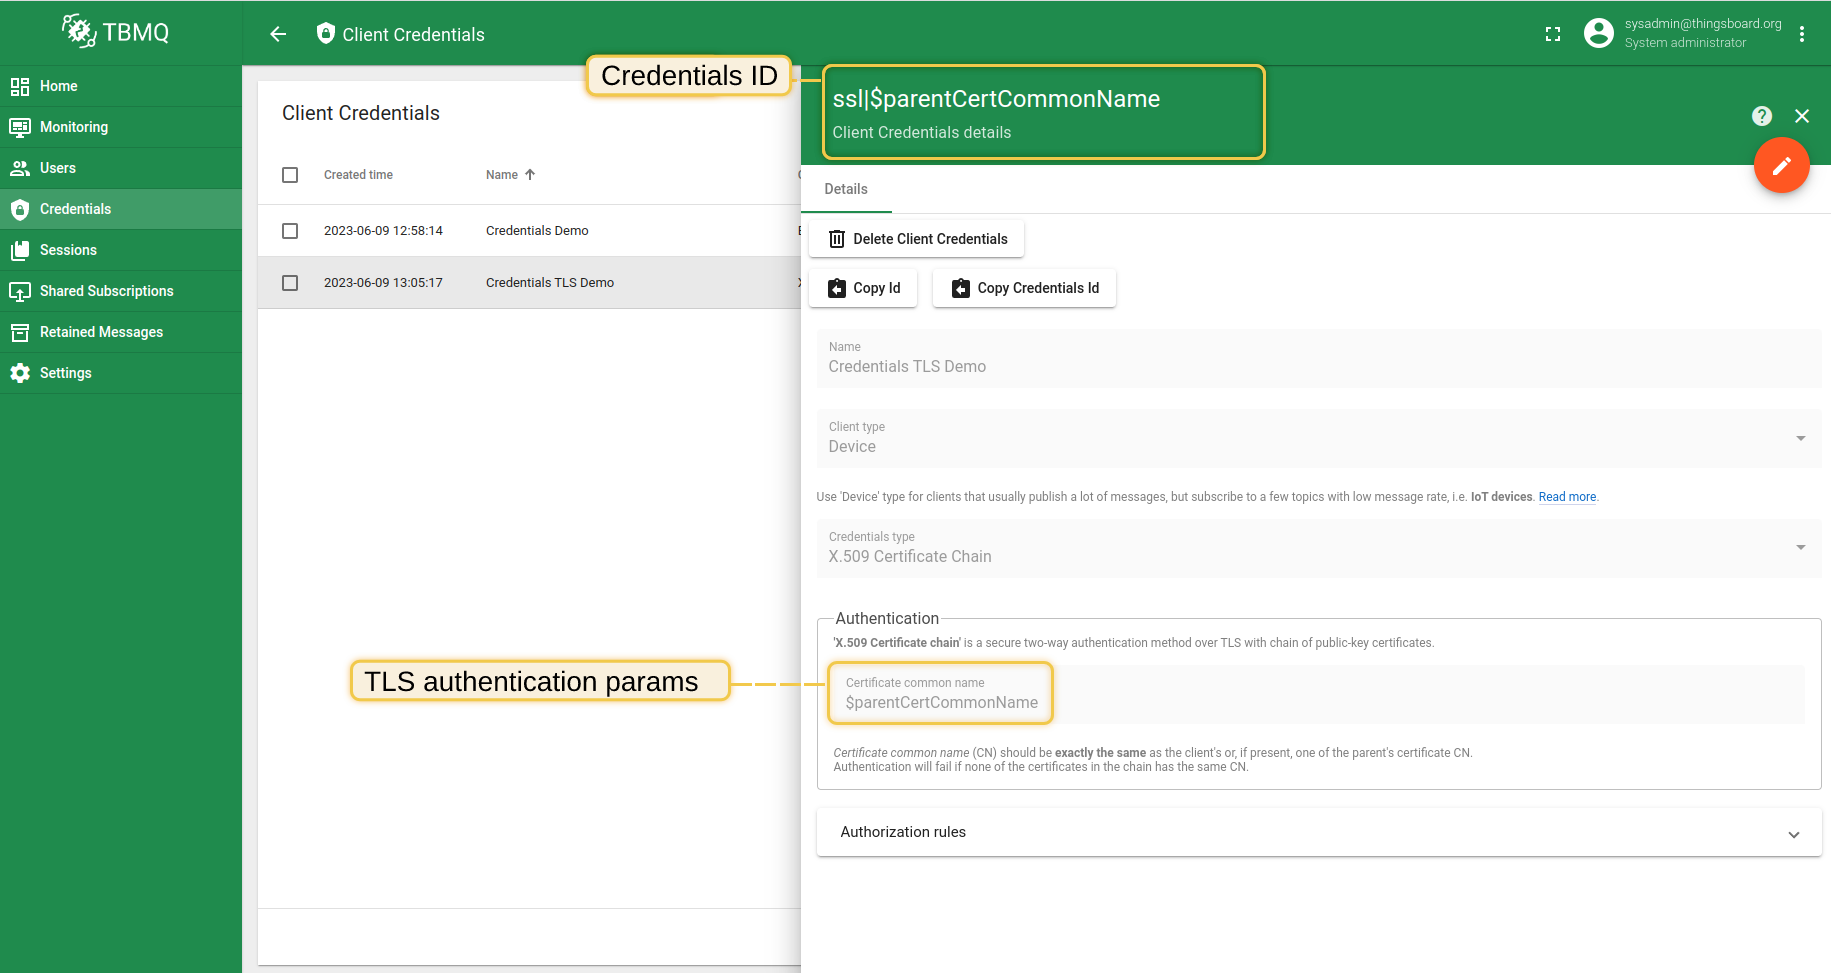 TBMQ
Client Credentials
sysadmin@thingsboard.org
System administrator
Home
Monitoring
Users
Credentials
Sessions
Shared Subscriptions
Retained Messages
Settings
Credentials ID
Client Credentials
Created time
Name
2023-06-09 12:58:14
Credentials Demo
2023-06-09 13:05:17
Credentials TLS Demo
ssl|$parentCertCommonName
Client Credentials details
?
Details
Delete Client Credentials
Copy Id
Copy Credentials Id
Name
Credentials TLS Demo
Client type
Device
Use 'Device' type for clients that usually publish a lot of messages, but subscribe to a few topics with low message rate, i.e. IoT devices. Read more.
Credentials type
X.509 Certificate Chain
Authentication
'X.509 Certificate chain' is a secure two-way authentication method over TLS with chain of public-key certificates.
TLS authentication params
Certificate common name
$parentCertCommonName
Certificate common name (CN) should be exactly the same as the client's or, if present, one of the parent's certificate CN.
Authentication will fail if none of the certificates in the chain has the same CN.
Authorization rules